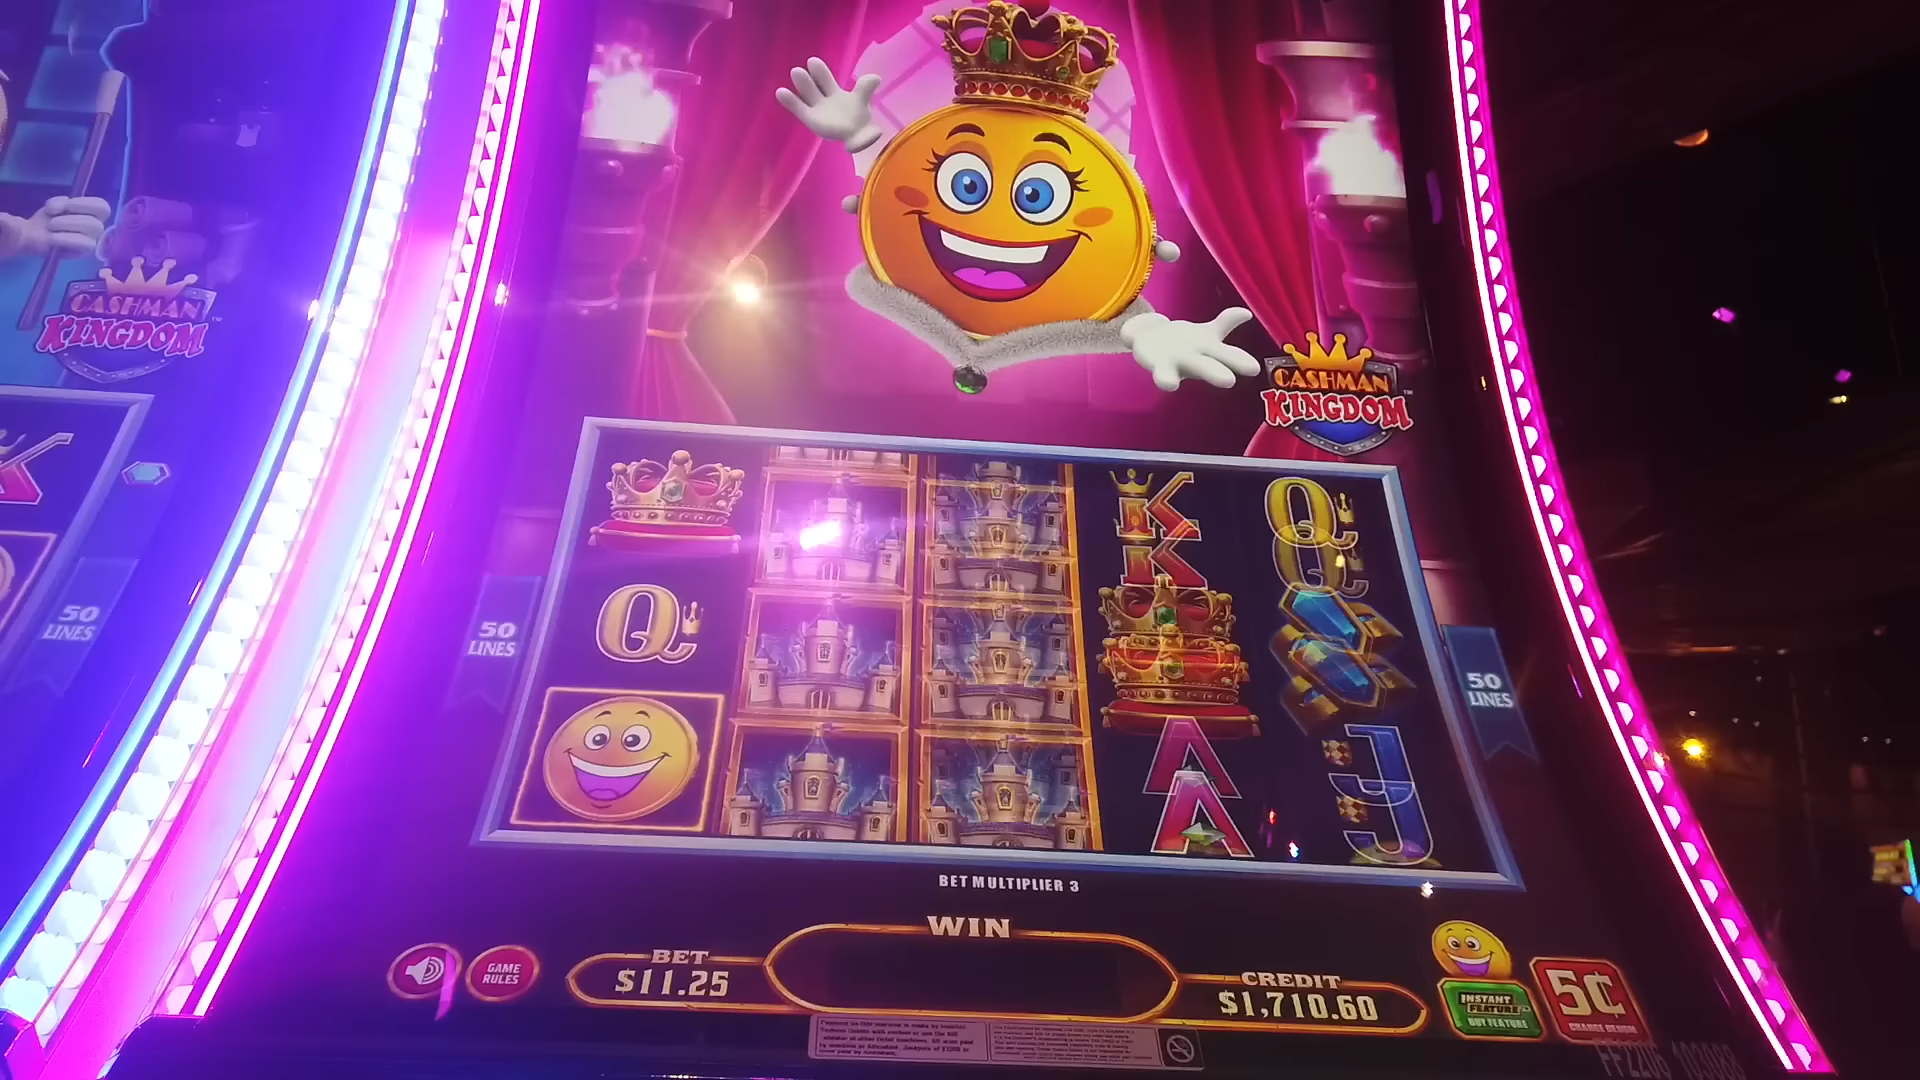 CASHMAN
KINGDOM
50
LINES
CASHMAN
KINGDOM™
K
Q
K
Q
Q
A
J
A
J
50
LINES
50
LINES
BET MULTIPLIER 3
WIN
BET
$11.25
CREDIT
$1,710.60
GAME
RULES
INSTANT
FEATURE
BUY FEATURE
5¢
CHANGE DENOM